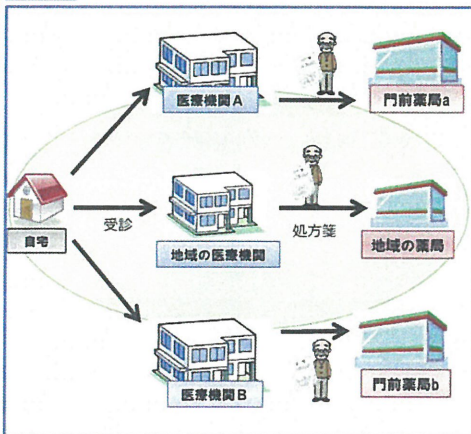 医療機関A
門前薬局a
自宅
受診
地域の医療機関
処方箋
地域の薬局
医療機関B
門前薬局b